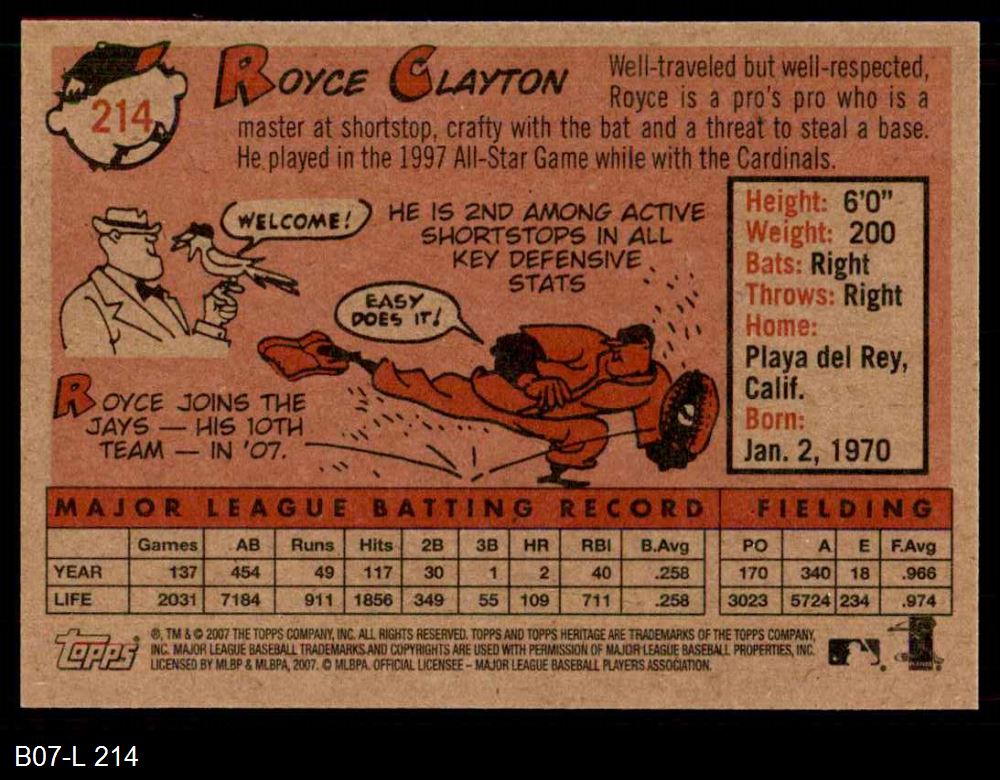 214
ROYCE CLAYTON
Well-traveled but well-respected,
Royce is a pro's pro who is a
master at shortstop, crafty with the bat and a threat to steal a base.
He played in the 1997 All-Star Game while with the Cardinals.
WELCOME!
HE IS 2ND AMONG ACTIVE
SHORTSTOPS IN ALL
KEY DEFENSIVE
STATS
EASY
DOES IT!
ROYCE JOINS THE
JAYS — HIS 10TH
TEAM — IN '07.
Height: 6'0"
Weight: 200
Bats: Right
Throws: Right
Home:
Playa del Rey,
Calif.
Born:
Jan. 2, 1970
MAJOR LEAGUE BATTING RECORD FIELDING
Games AB Runs Hits 2B 3B HR RBI B.Avg PO A E F.Avg
YEAR 137 454 49 117 30 1 2 40 .258 170 340 18 .966
LIFE 2031 7184 911 1856 349 55 109 711 .258 3023 5724 234 .974
topps
®, TM & © 2007 THE TOPPS COMPANY, INC. ALL RIGHTS RESERVED. TOPPS AND TOPPS HERITAGE ARE TRADEMARKS OF THE TOPPS COMPANY,
INC. MAJOR LEAGUE BASEBALL TRADEMARKS AND COPYRIGHTS ARE USED WITH PERMISSION OF MAJOR LEAGUE BASEBALL PROPERTIES, INC.
LICENSED BY MLBP & MLBPA, 2007. © MLBPA. OFFICIAL LICENSEE – MAJOR LEAGUE BASEBALL PLAYERS ASSOCIATION.
B07-L 214